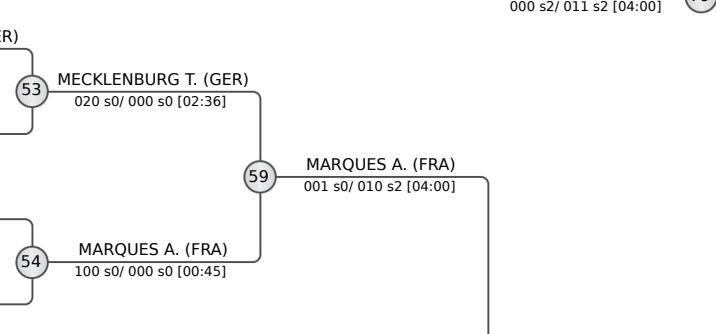 000 s2/ 011 s2 [04:00]
53
MECKLENBURG T. (GER)
020 s0/ 000 s0 [02:36]
59
MARQUES A. (FRA)
001 s0/ 010 s2 [04:00]
54
MARQUES A. (FRA)
100 s0/ 000 s0 [00:45]